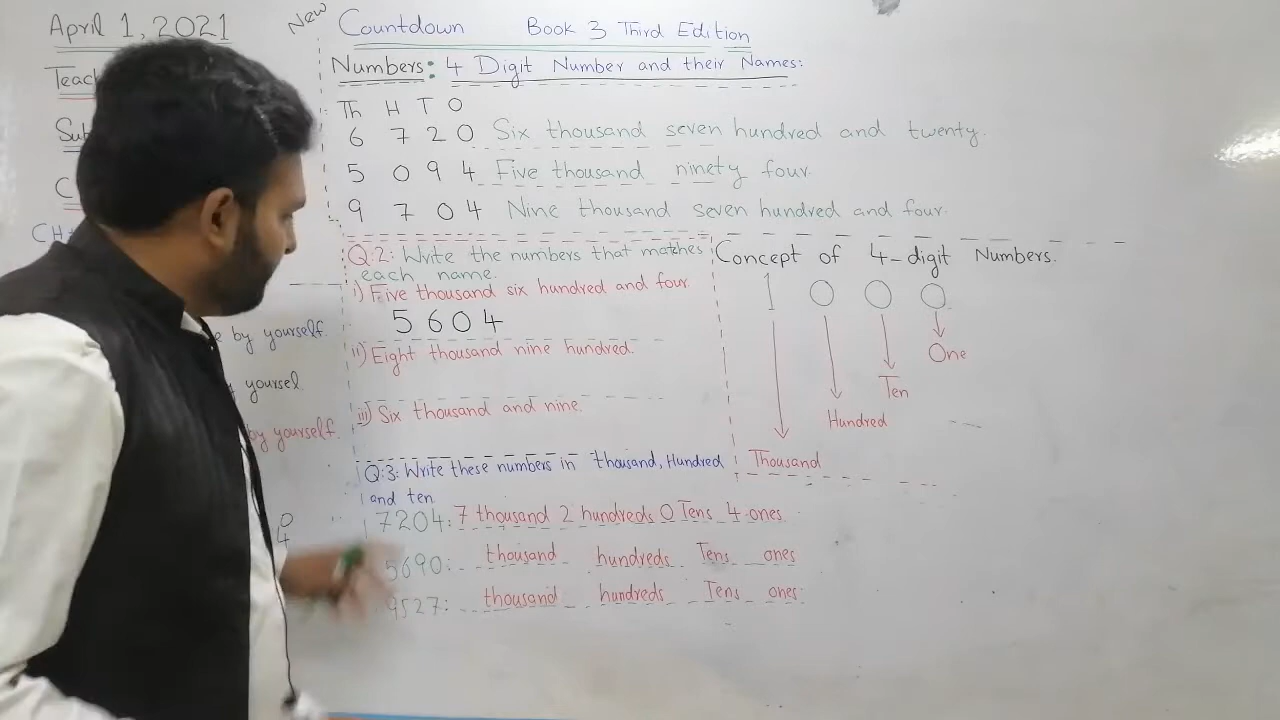 April 1, 2021
Teac
Sub
C
CH
e by yourself.
yoursel.
by yourself.
New
Countdown Book 3 Third Edition
Numbers: 4 Digit Number and their Names:
Th H T O
6 7 2 0 Six thousand seven hundred and twenty.
5 0 9 4 Five thousand ninety four
9 7 0 4 Nine thousand seven hundred and four.
Q:2: Write the numbers that matches
each name.
i) Five thousand six hundred and four
5 6 0 4
ii) Eight thousand nine hundred.
iii) Six thousand and nine.
Q:3: Write these numbers in thousand, Hundred
and ten
7204: 7 thousand 2 hundreds 0 Tens 4 ones
5690: thousand hundreds Tens ones
9527: thousand hundreds Tens ones:
Concept of 4-digit Numbers.
1 0 0 0
One
Ten
Hundred
Thousand